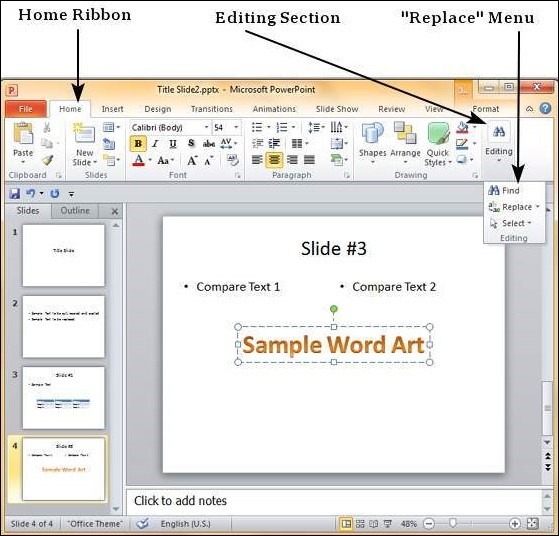 Home Ribbon Editing Section "Replace" Menu
Title Slide2.pptx - Microsoft PowerPoint
File Home Insert Design Transitions Animations Slide Show Review View Format
Calibri (Body) 54
Paste New Slide Shapes Arrange Quick Styles Editing
B I U S
Clipboard Slides Font Paragraph Drawing
Find
Replace
Select
Editing
Slides Outline
1
Title Slide
2
3
Slide #1
Sample Text
4
Slide #3
Sample Word Art
Slide #3
• Compare Text 1 • Compare Text 2
Sample Word Art
Click to add notes
Slide 4 of 4 "Office Theme" English (U.S.) 48%